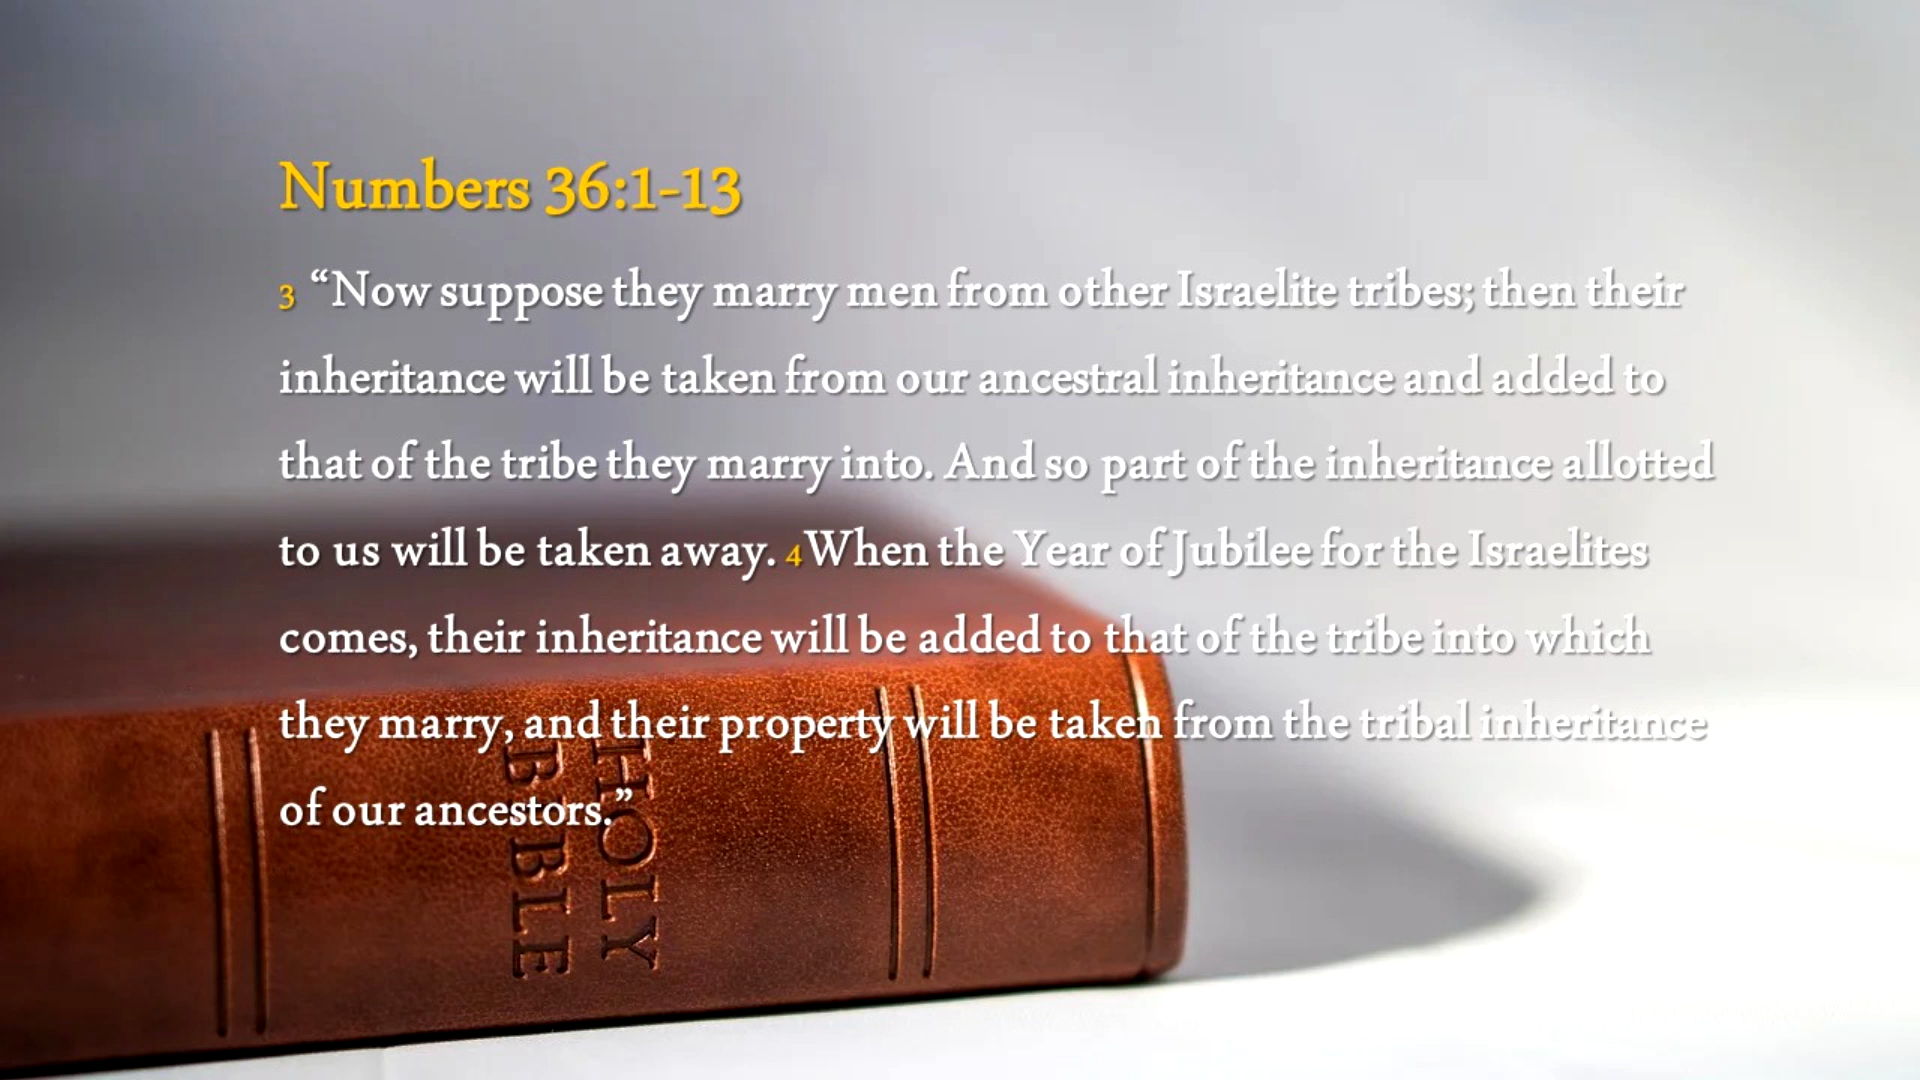 Numbers 36:1-13
3 “Now suppose they marry men from other Israelite tribes; then their
inheritance will be taken from our ancestral inheritance and added to
that of the tribe they marry into. And so part of the inheritance allotted
to us will be taken away. 4When the Year of Jubilee for the Israelites
comes, their inheritance will be added to that of the tribe into which
they marry, and their property will be taken from the tribal inheritance
of our ancestors.”
HOLY
BIBLE